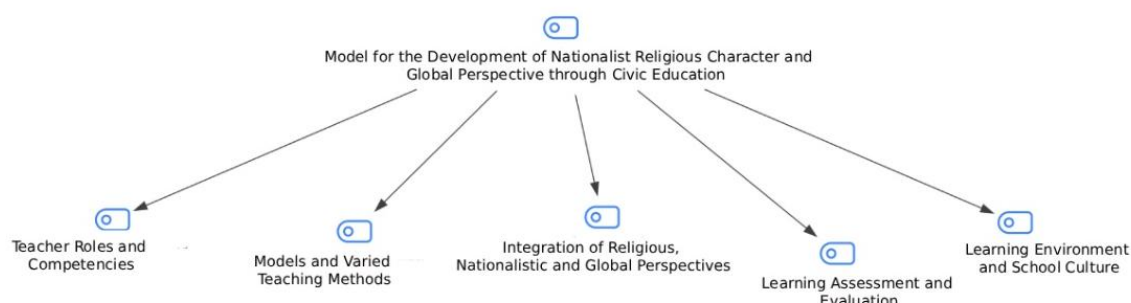 Model for the Development of Nationalist Religious Character and
Global Perspective through Civic Education
Teacher Roles and
Competencies
Models and Varied
Teaching Methods
Integration of Religious,
Nationalistic and Global Perspectives
Learning Assessment and
Evaluation
Learning Environment
and School Culture